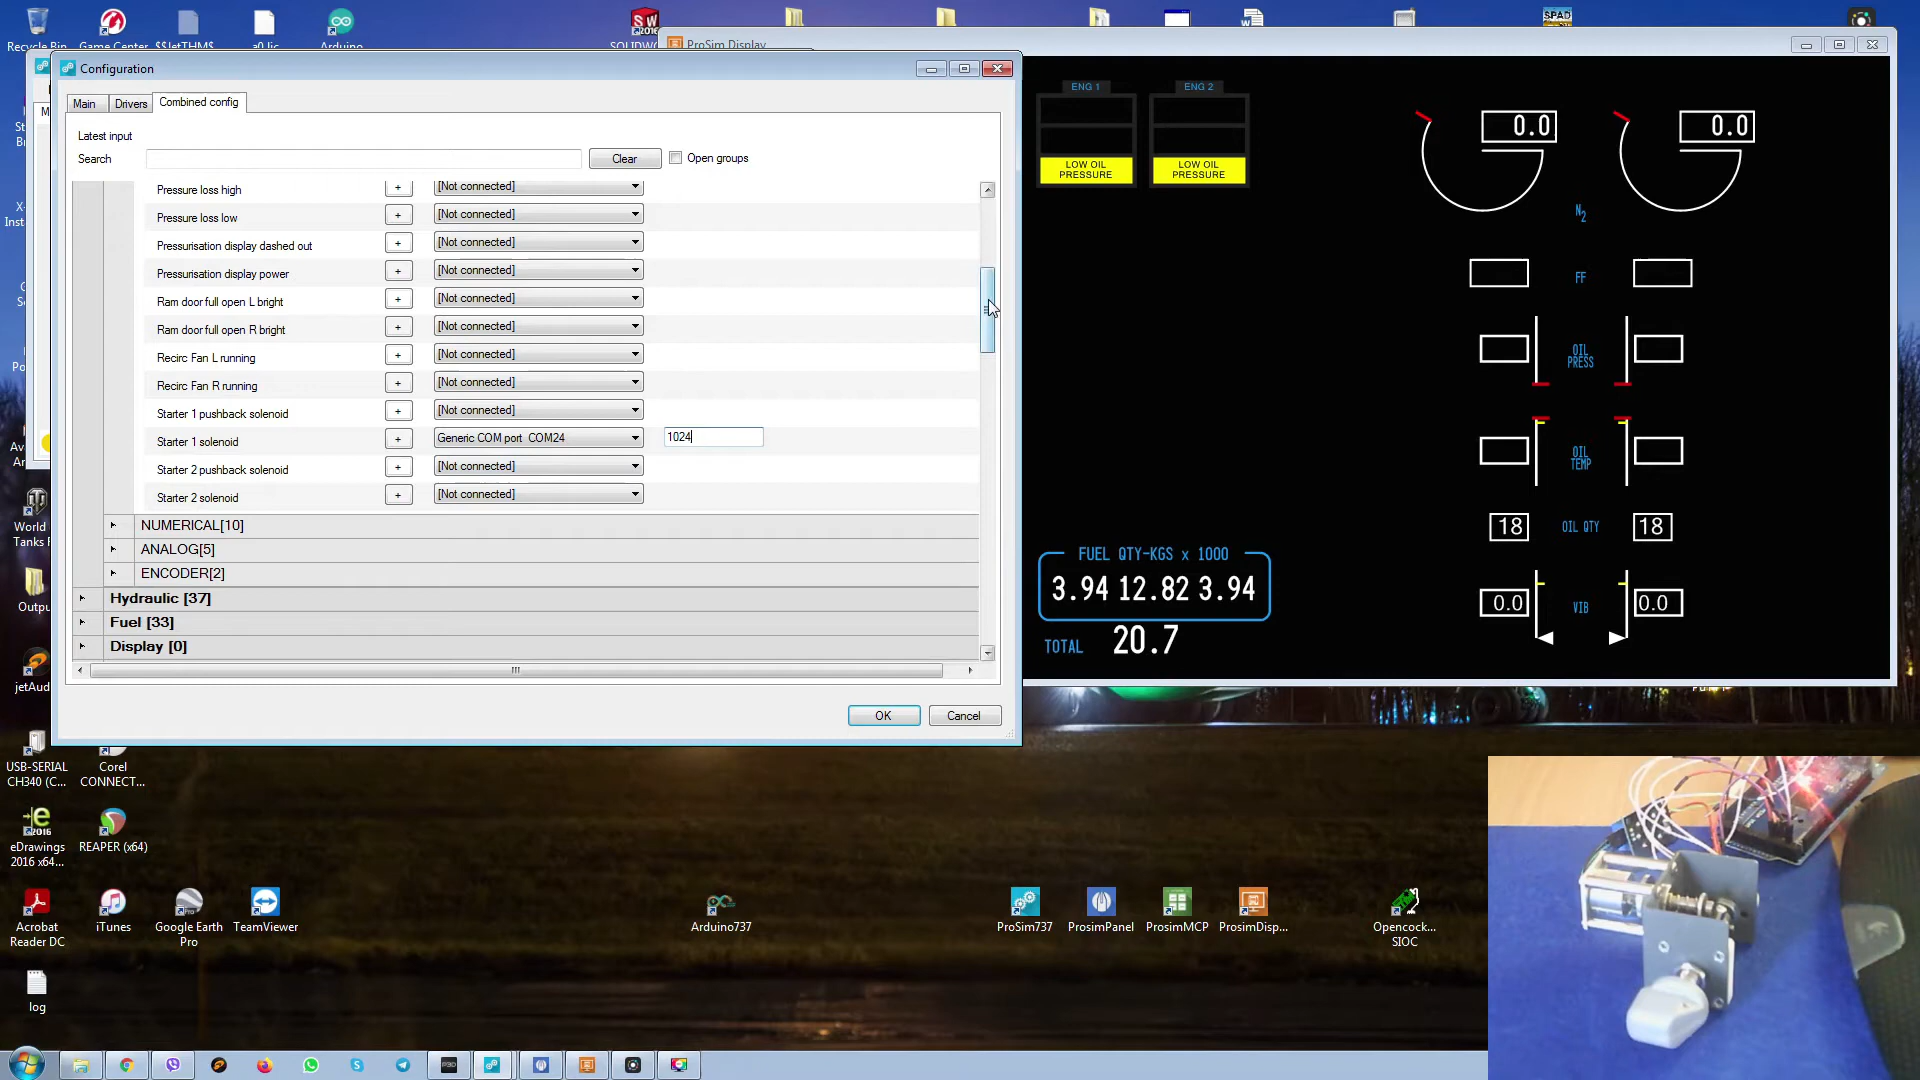 Recycle Bin
Game Center
$$JetTHM$$
a0.lic
Arduino
SOLIDW
2016
SPAD
ProSim Display
Configuration
Main
Drivers
Combined config
Latest input
Search
Clear
Open groups
Pressure loss high
+
[Not connected]
Pressure loss low
+
[Not connected]
Pressurisation display dashed out
+
[Not connected]
Pressurisation display power
+
[Not connected]
Ram door full open L bright
+
[Not connected]
Ram door full open R bright
+
[Not connected]
Recirc Fan L running
+
[Not connected]
Recirc Fan R running
+
[Not connected]
Starter 1 pushback solenoid
+
[Not connected]
Starter 1 solenoid
+
Generic COM port COM24
1024
Starter 2 pushback solenoid
+
[Not connected]
Starter 2 solenoid
+
[Not connected]
NUMERICAL[10]
ANALOG[5]
ENCODER[2]
Hydraulic [37]
Fuel [33]
Display [0]
OK
Cancel
ENG 1
ENG 2
LOW OIL
PRESSURE
LOW OIL
PRESSURE
0.0
0.0
N2
FF
OIL
PRESS
OIL
TEMP
18
OIL QTY
18
0.0
VIB
0.0
FUEL QTY-KGS x 1000
3.94 12.82 3.94
TOTAL
20.7
World
Tanks
Outpu
jetAud
USB-SERIAL
CH340 (C...
Corel
CONNECT...
eDrawings
2016 x64...
REAPER (x64)
Acrobat
Reader DC
iTunes
Google Earth
Pro
TeamViewer
log
Arduino737
ProSim737
ProsimPanel
ProsimMCP
ProsimDisp...
Opencock...
SIOC
P3D